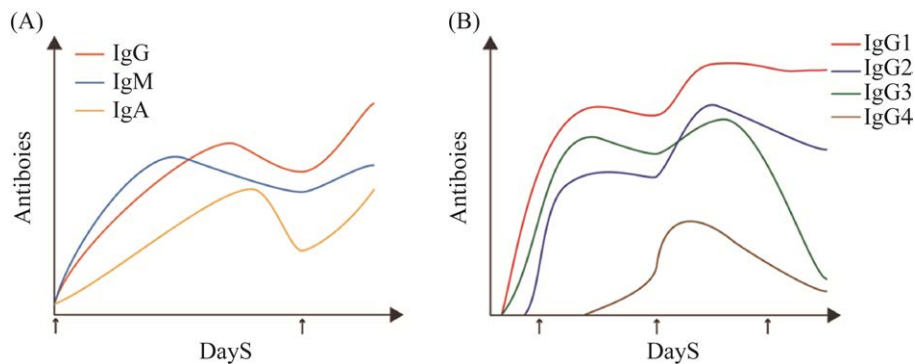 (A)
IgG
IgM
IgA
Antiboies
DayS
(B)
IgG1
IgG2
IgG3
IgG4
Antiboies
DayS